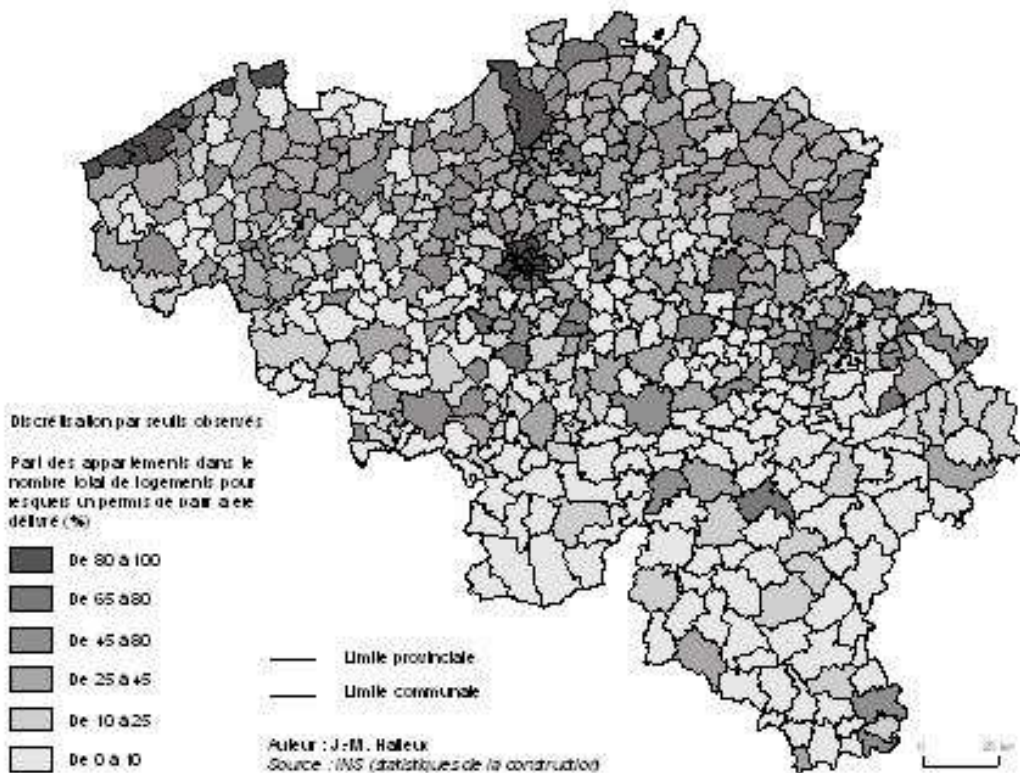 Discrétisation par seuils observés
Part des appartements dans le
nombre total de logements pour
lesquels un permis de bâtir a été
délivré (%)
De 80 à 100
De 65 à 80
De 45 à 80
De 25 à 45
De 10 à 25
De 0 à 10
Limite provinciale
Limite communale
Auteur : J-M. Halleux
Source : INS (statistiques de la construction)
0